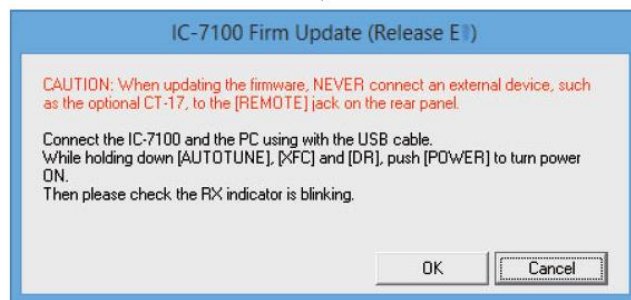 IC-7100 Firm Update (Release E)
CAUTION: When updating the firmware, NEVER connect an external device, such
as the optional CT-17, to the [REMOTE] jack on the rear panel.
Connect the IC-7100 and the PC using with the USB cable.
While holding down [AUTOTUNE], [XFC] and [DR], push [POWER] to turn power
ON.
Then please check the RX indicator is blinking.
OK
Cancel